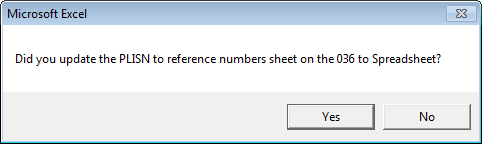 Microsoft Excel
Did you update the PLISN to reference numbers sheet on the 036 to Spreadsheet?
Yes
No